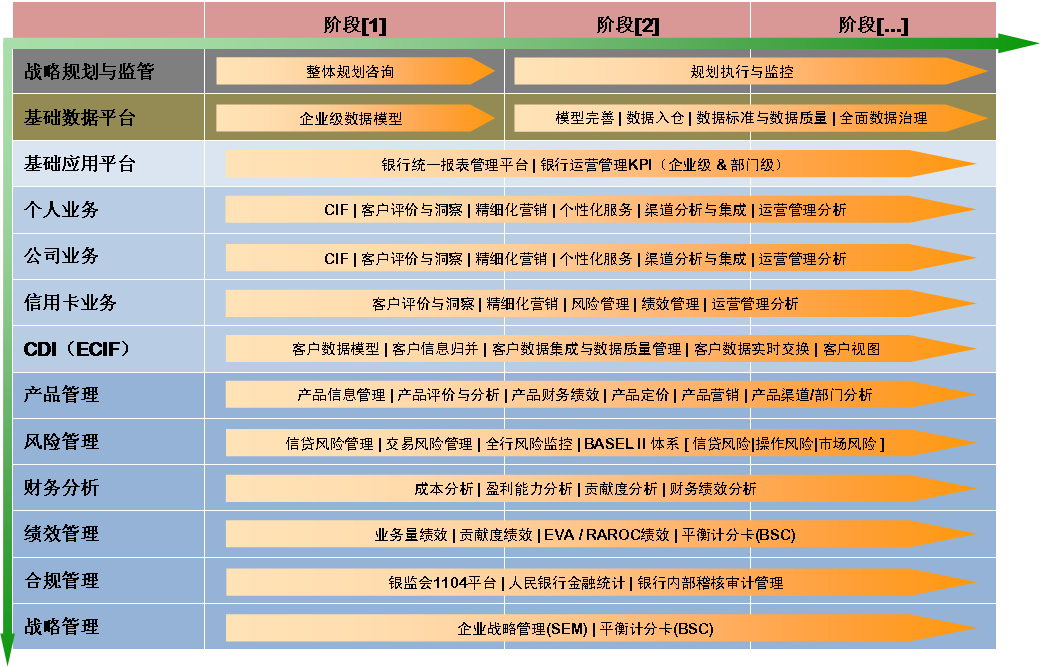 阶段[1] 阶段[2] 阶段[...]
战略规划与监管 整体规划咨询 规划执行与监控
基础数据平台 企业级数据模型 模型完善 | 数据入仓 | 数据标准与数据质量 | 全面数据治理
基础应用平台 银行统一报表管理平台 | 银行运营管理KPI（企业级 & 部门级）
个人业务 CIF | 客户评价与洞察 | 精细化营销 | 个性化服务 | 渠道分析与集成 | 运营管理分析
公司业务 CIF | 客户评价与洞察 | 精细化营销 | 个性化服务 | 渠道分析与集成 | 运营管理分析
信用卡业务 客户评价与洞察 | 精细化营销 | 风险管理 | 绩效管理 | 运营管理分析
CDI（ECIF） 客户数据模型 | 客户信息归并 | 客户数据集成与数据质量管理 | 客户数据实时交换 | 客户视图
产品管理 产品信息管理 | 产品评价与分析 | 产品财务绩效 | 产品定价 | 产品营销 | 产品渠道/部门分析
风险管理 信贷风险管理 | 交易风险管理 | 全行风险监控 | BASEL II 体系 [ 信贷风险|操作风险|市场风险 ]
财务分析 成本分析 | 盈利能力分析 | 贡献度分析 | 财务绩效分析
绩效管理 业务量绩效 | 贡献度绩效 | EVA / RAROC绩效 | 平衡计分卡(BSC)
合规管理 银监会1104平台 | 人民银行金融统计 | 银行内部稽核审计管理
战略管理 企业战略管理(SEM) | 平衡计分卡(BSC)